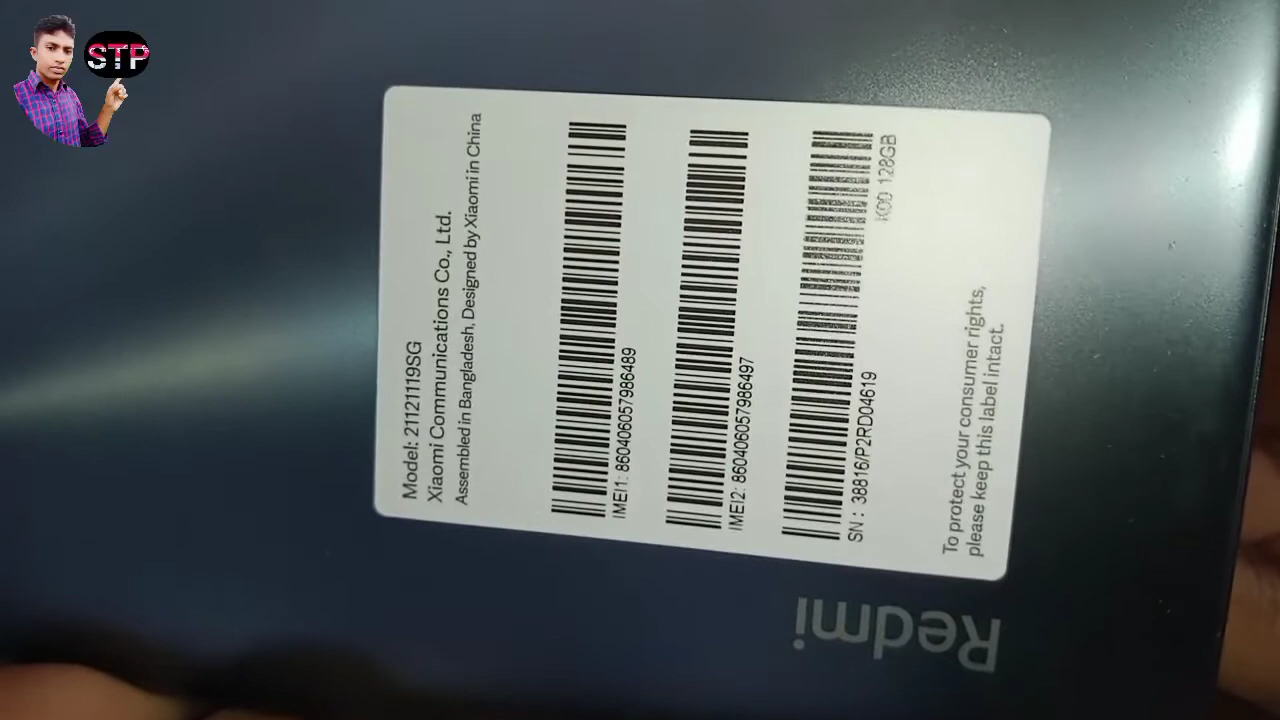 STP
Model: 21121119SG
Xiaomi Communications Co., Ltd.
Assembled in Bangladesh, Designed by Xiaomi in China
IMEI1: 860406057986489
IMEI2: 860406057986497
SN : 38816/P2RD04619
128GB
To protect your consumer rights,
please keep this label intact.
Redmi